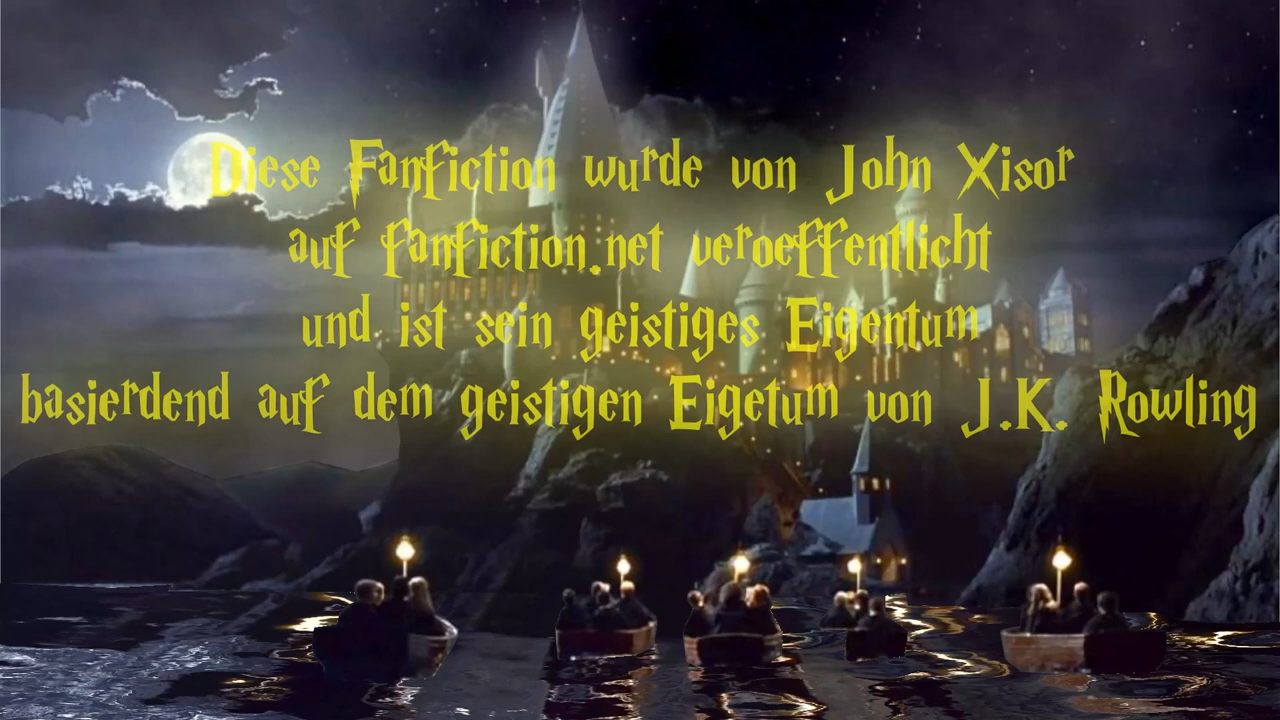 Diese Fanfiction wurde von John Xisor
auf fanfiction.net veroeffentlicht
und ist sein geistiges Eigentum
basierdend auf dem geistigen Eigetum von J.K. Rowling